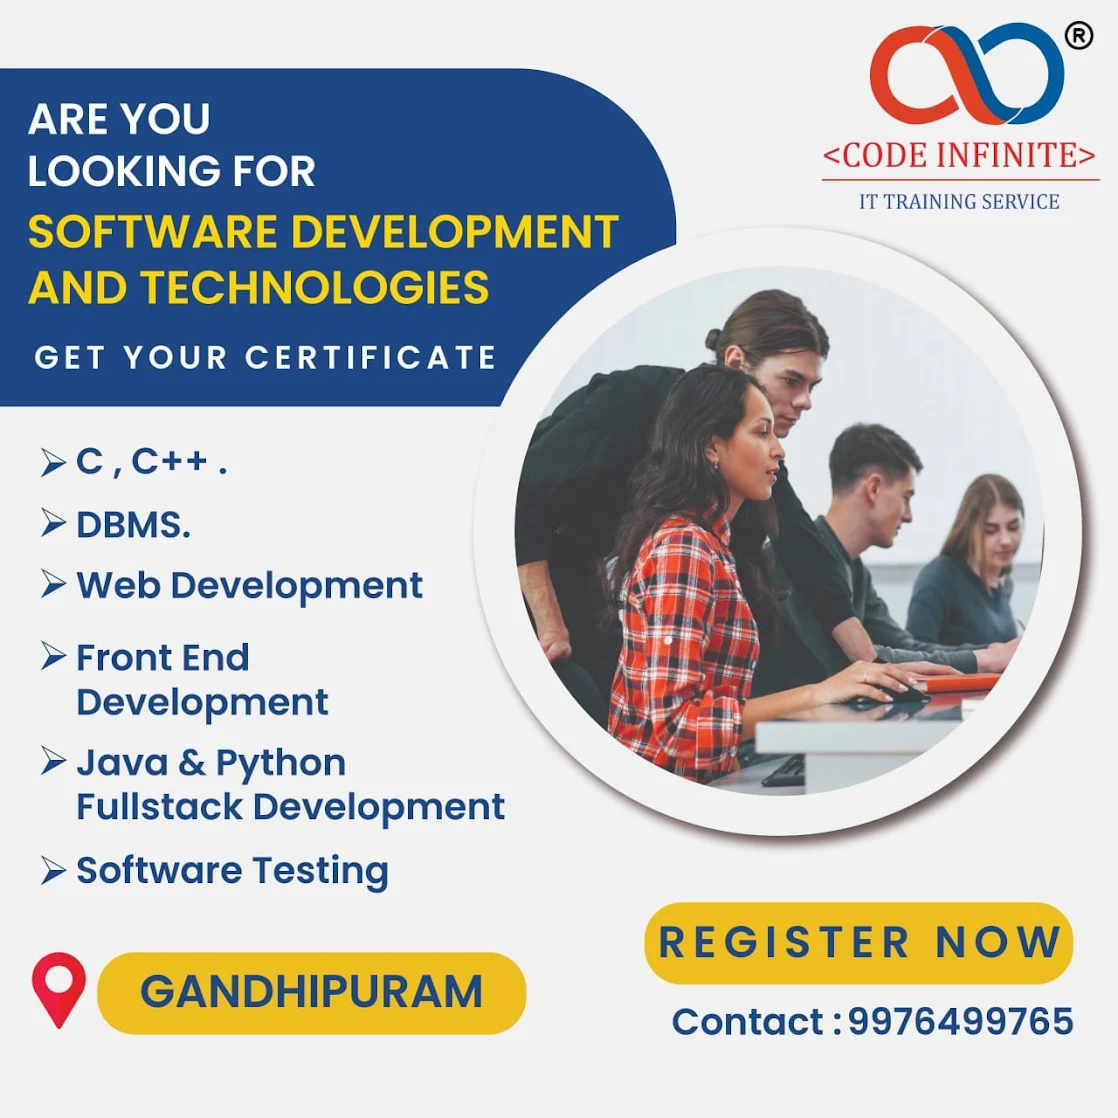 ®
<CODE INFINITE>
IT TRAINING SERVICE
ARE YOU
LOOKING FOR
SOFTWARE DEVELOPMENT
AND TECHNOLOGIES
GET YOUR CERTIFICATE
➢ C , C++ .
➢ DBMS.
➢ Web Development
➢ Front End
Development
➢ Java & Python
Fullstack Development
➢ Software Testing
GANDHIPURAM
REGISTER NOW
Contact : 9976499765